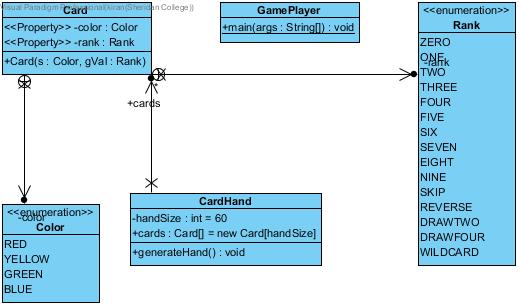 Visual Paradigm Professional(kiran(Sheridan College))
Card
<<Property>> -color : Color
<<Property>> -rank : Rank
+Card(s : Color, gVal : Rank)
GamePlayer
+main(args : String[]) : void
<<enumeration>>
Rank
ZERO
ONE
-rank
TWO
THREE
FOUR
FIVE
SIX
SEVEN
EIGHT
NINE
SKIP
REVERSE
DRAWTWO
DRAWFOUR
WILDCARD
*
+cards
<<enumeration>>
-color
Color
RED
YELLOW
GREEN
BLUE
CardHand
-handSize : int = 60
+cards : Card[] = new Card[handSize]
+generateHand() : void